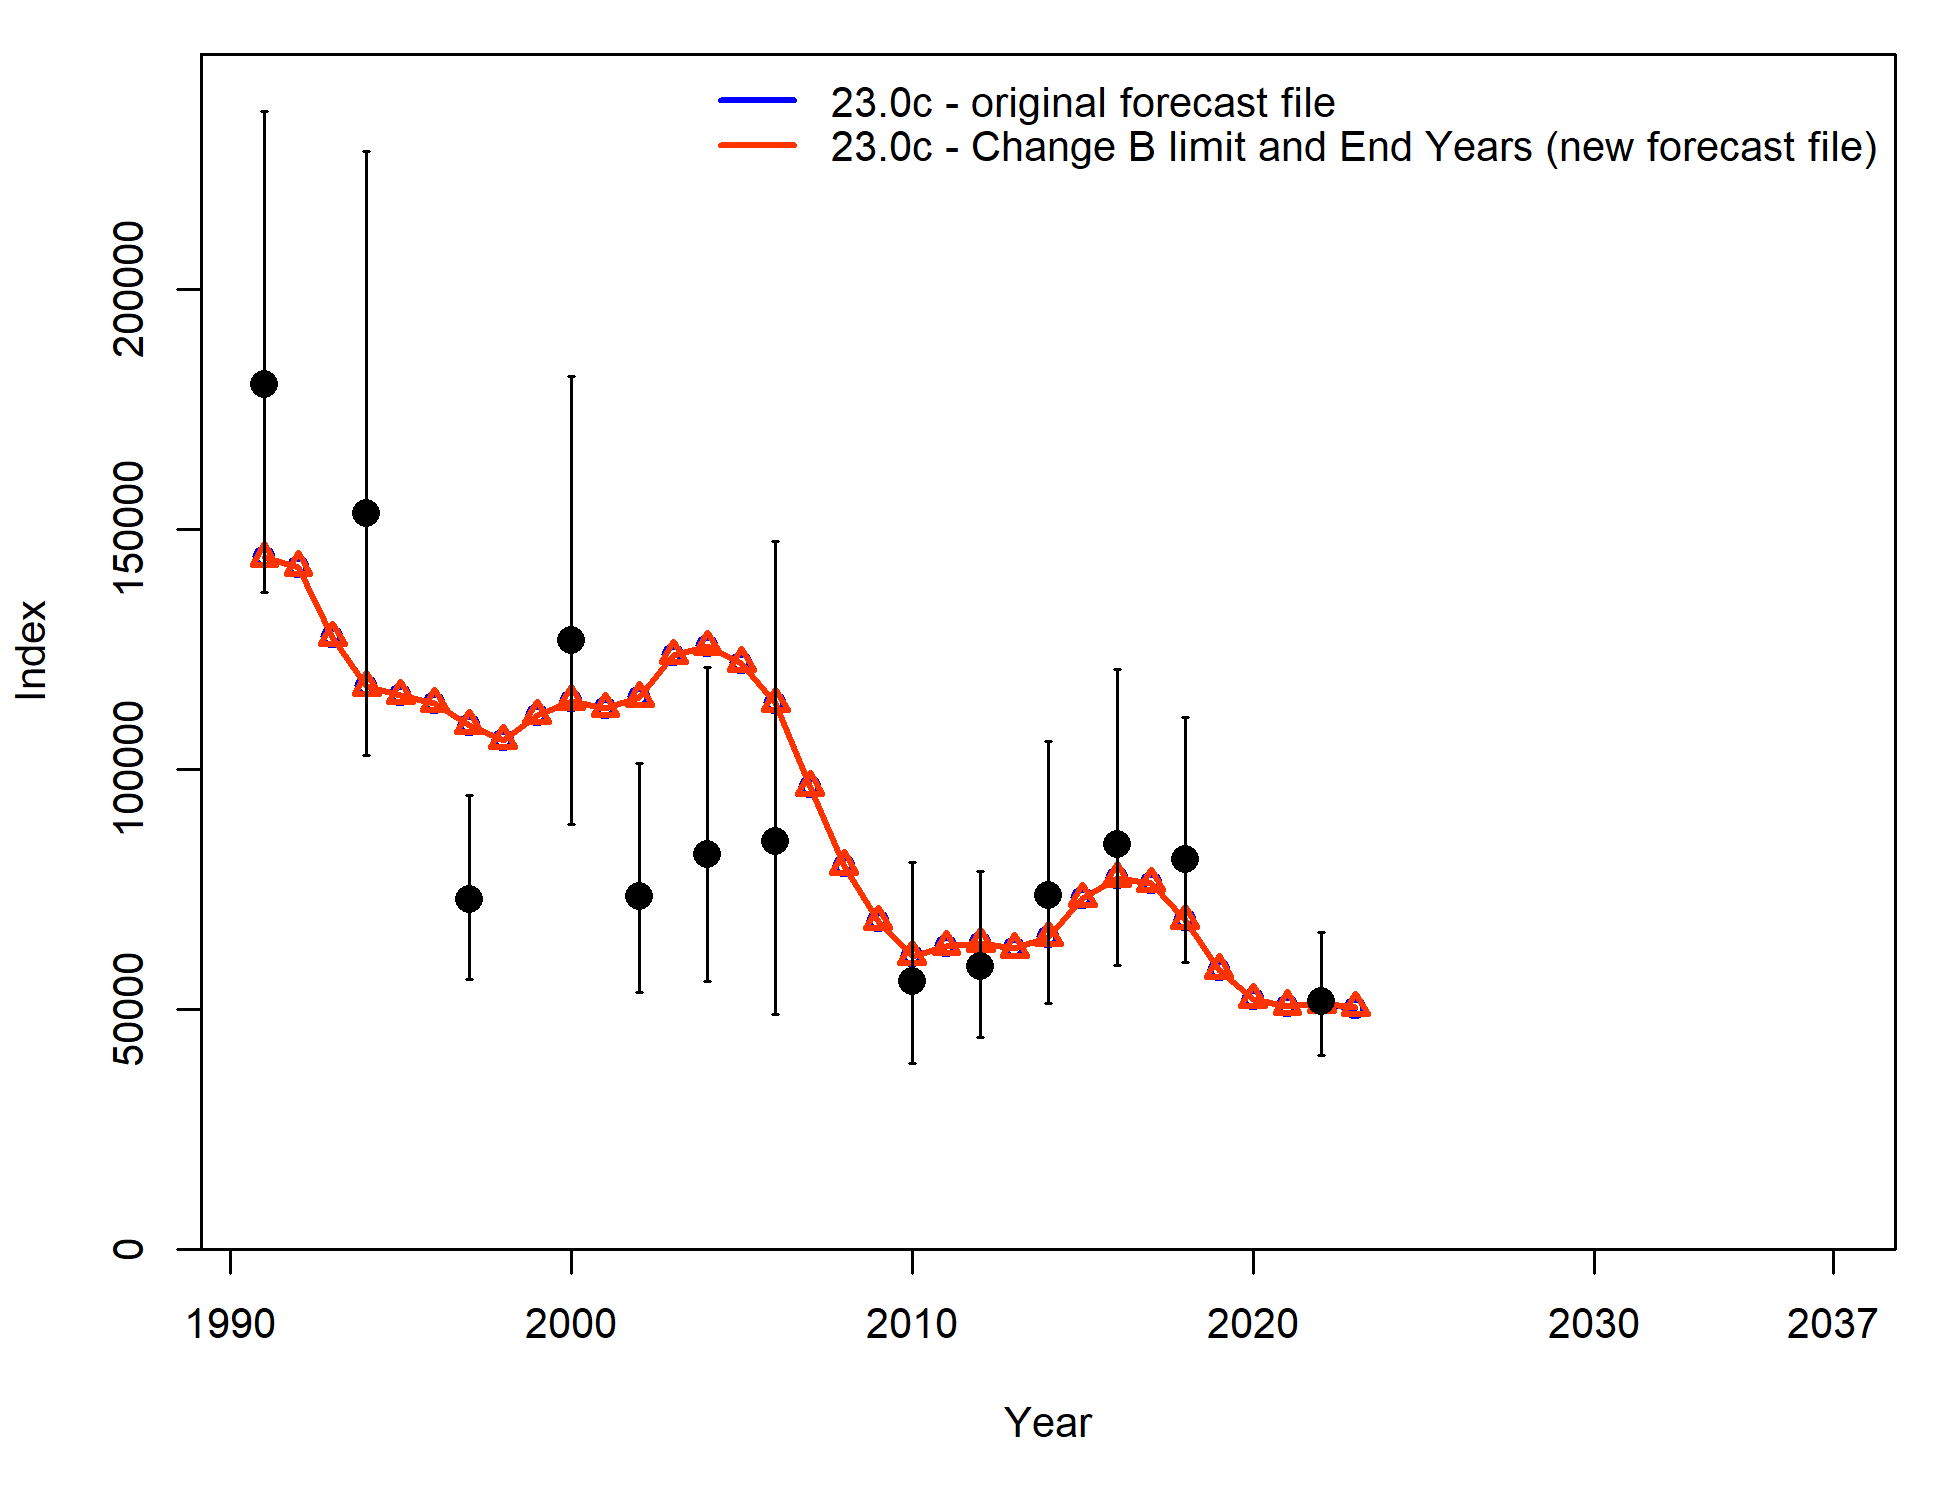 23.0c - original forecast file
23.0c - Change B limit and End Years (new forecast file)
200000
150000
100000
50000
0
Index
1990 2000 2010 2020 2030 2037
Year